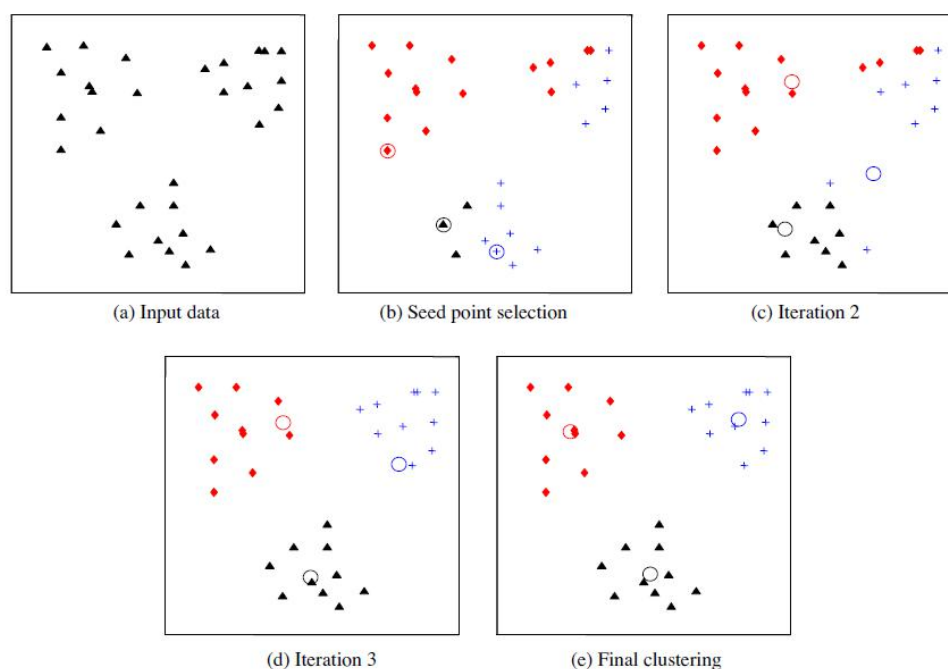 (a) Input data
(b) Seed point selection
(c) Iteration 2
(d) Iteration 3
(e) Final clustering